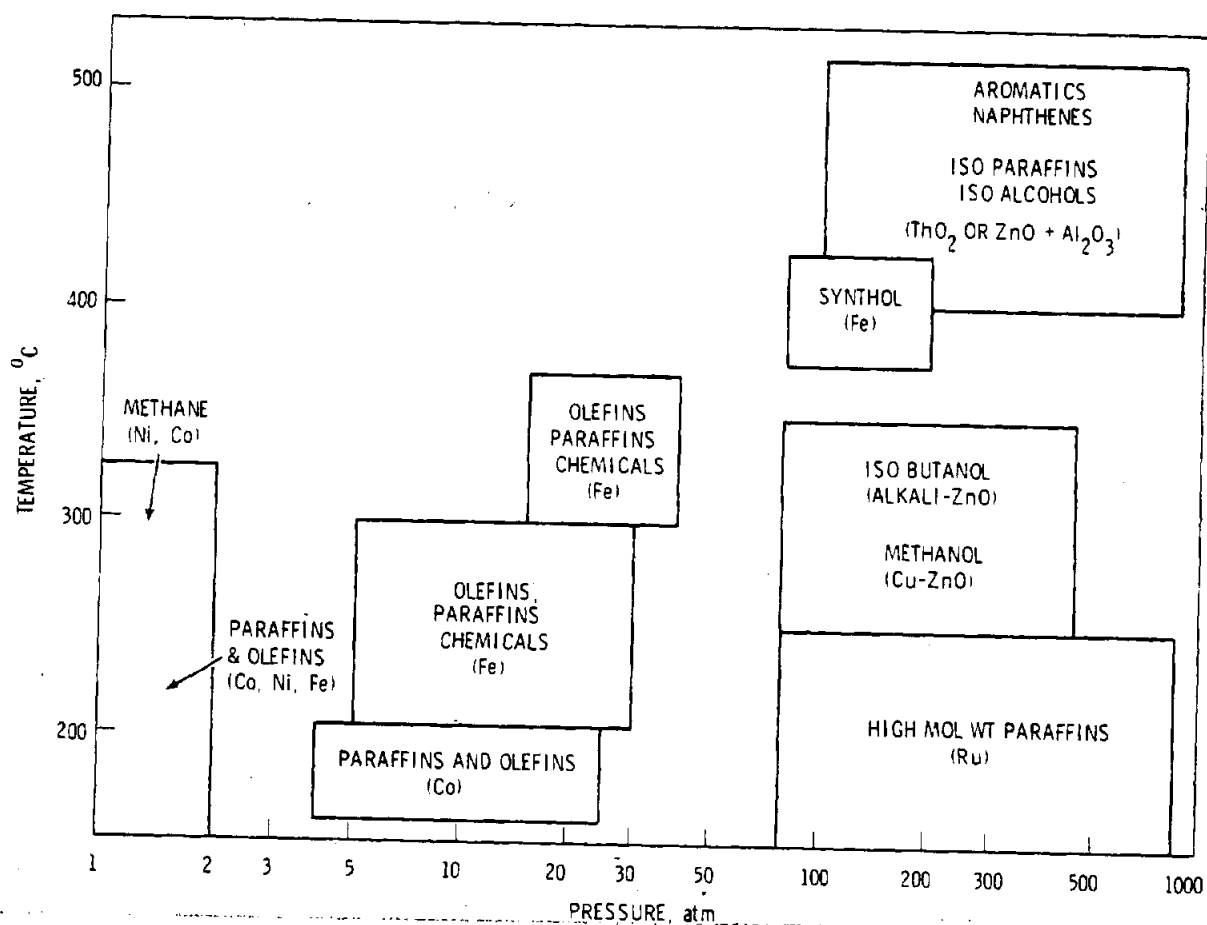 500
400
300
200
TEMPERATURE, °C
AROMATICS
NAPHTHENES
ISO PARAFFINS
ISO ALCOHOLS
(ThO₂ OR ZnO + Al₂O₃)
SYNTHOL
(Fe)
METHANE
(Ni, Co)
OLEFINS
PARAFFINS
CHEMICALS
(Fe)
ISO BUTANOL
(ALKALI-ZnO)
METHANOL
(Cu-ZnO)
OLEFINS,
PARAFFINS
CHEMICALS
(Fe)
PARAFFINS
& OLEFINS
(Co, Ni, Fe)
PARAFFINS AND OLEFINS
(Co)
HIGH MOL WT PARAFFINS
(Ru)
1 2 3 5 10 20 30 50 100 200 300 500 1000
PRESSURE, atm